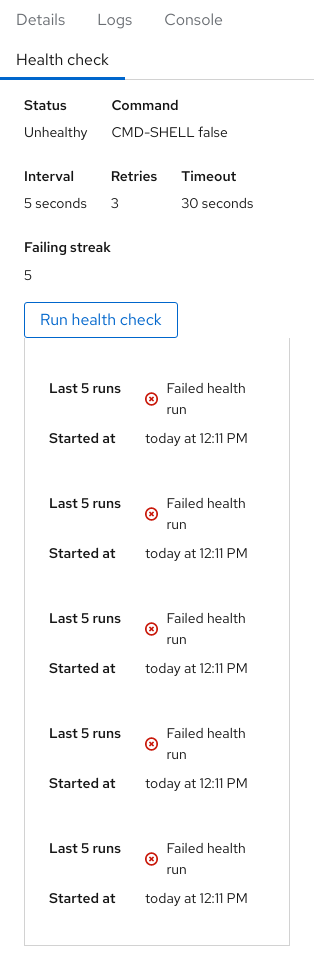 Details Logs Console
Health check
Status Command
Unhealthy CMD-SHELL false
Interval Retries Timeout
5 seconds 3 30 seconds
Failing streak
5
Run health check
Last 5 runs Failed health
run
Started at today at 12:11 PM
Last 5 runs Failed health
run
Started at today at 12:11 PM
Last 5 runs Failed health
run
Started at today at 12:11 PM
Last 5 runs Failed health
run
Started at today at 12:11 PM
Last 5 runs Failed health
run
Started at today at 12:11 PM